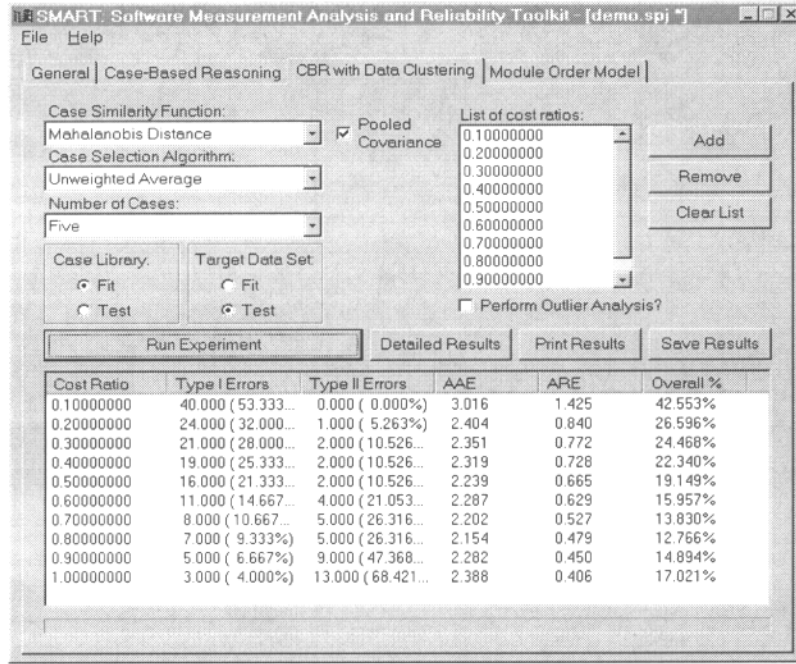 SMART: Software Measurement Analysis and Reliability Toolkit - [demo.spj *]
File Help
General Case-Based Reasoning CBR with Data Clustering Module Order Model
Case Similarity Function:
Mahalanobis Distance
Case Selection Algorithm:
Unweighted Average
Number of Cases:
Five
Pooled
Covariance
List of cost ratios:
0.10000000
0.20000000
0.30000000
0.40000000
0.50000000
0.60000000
0.70000000
0.80000000
0.90000000
Add
Remove
Clear List
Case Library:
Fit
Test
Target Data Set:
Fit
Test
Perform Outlier Analysis?
Run Experiment Detailed Results Print Results Save Results
Cost Ratio Type I Errors Type II Errors AAE ARE Overall %
0.10000000 40.000 ( 53.333... 0.000 ( 0.000%) 3.016 1.425 42.553%
0.20000000 24.000 ( 32.000... 1.000 ( 5.263%) 2.404 0.840 26.596%
0.30000000 21.000 ( 28.000... 2.000 ( 10.526... 2.351 0.772 24.468%
0.40000000 19.000 ( 25.333... 2.000 ( 10.526... 2.319 0.728 22.340%
0.50000000 16.000 ( 21.333... 2.000 ( 10.526... 2.239 0.665 19.149%
0.60000000 11.000 ( 14.667... 4.000 ( 21.053... 2.287 0.629 15.957%
0.70000000 8.000 ( 10.667... 5.000 ( 26.316... 2.202 0.527 13.830%
0.80000000 7.000 ( 9.333%) 5.000 ( 26.316... 2.154 0.479 12.766%
0.90000000 5.000 ( 6.667%) 9.000 ( 47.368... 2.282 0.450 14.894%
1.00000000 3.000 ( 4.000%) 13.000 ( 68.421... 2.388 0.406 17.021%